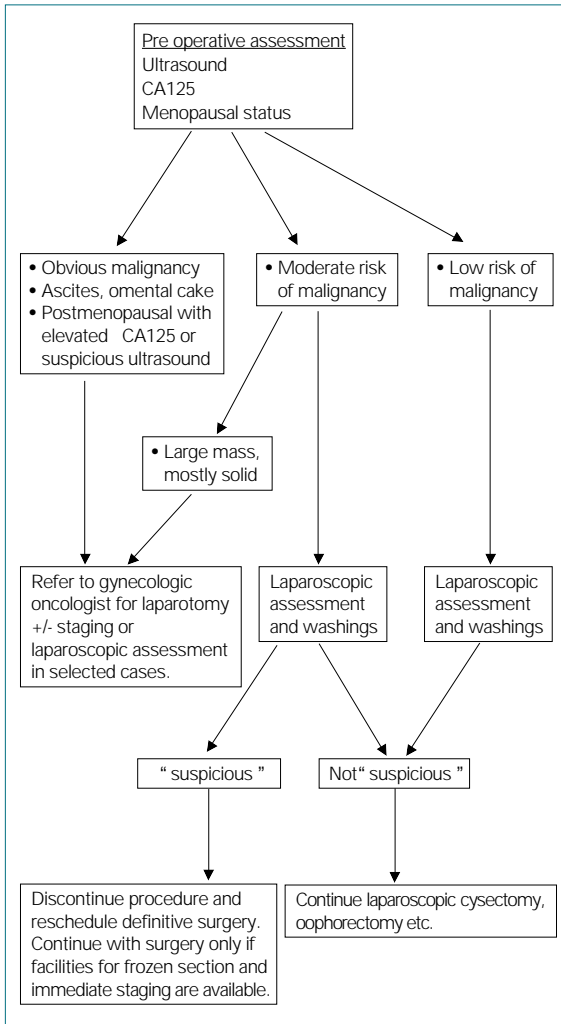 Pre operative assessment
Ultrasound
CA125
Menopausal status
• Obvious malignancy
• Ascites, omental cake
• Postmenopausal with
elevated CA125 or
suspicious ultrasound
• Moderate risk
of malignancy
• Low risk of
malignancy
• Large mass,
mostly solid
Refer to gynecologic
oncologist for laparotomy
+/- staging or
laparoscopic assessment
in selected cases.
Laparoscopic
assessment
and washings
Laparoscopic
assessment
and washings
“ suspicious ”
Not“ suspicious ”
Discontinue procedure and
reschedule definitive surgery.
Continue with surgery only if
facilities for frozen section and
immediate staging are available.
Continue laparoscopic cysectomy,
oophorectomy etc.